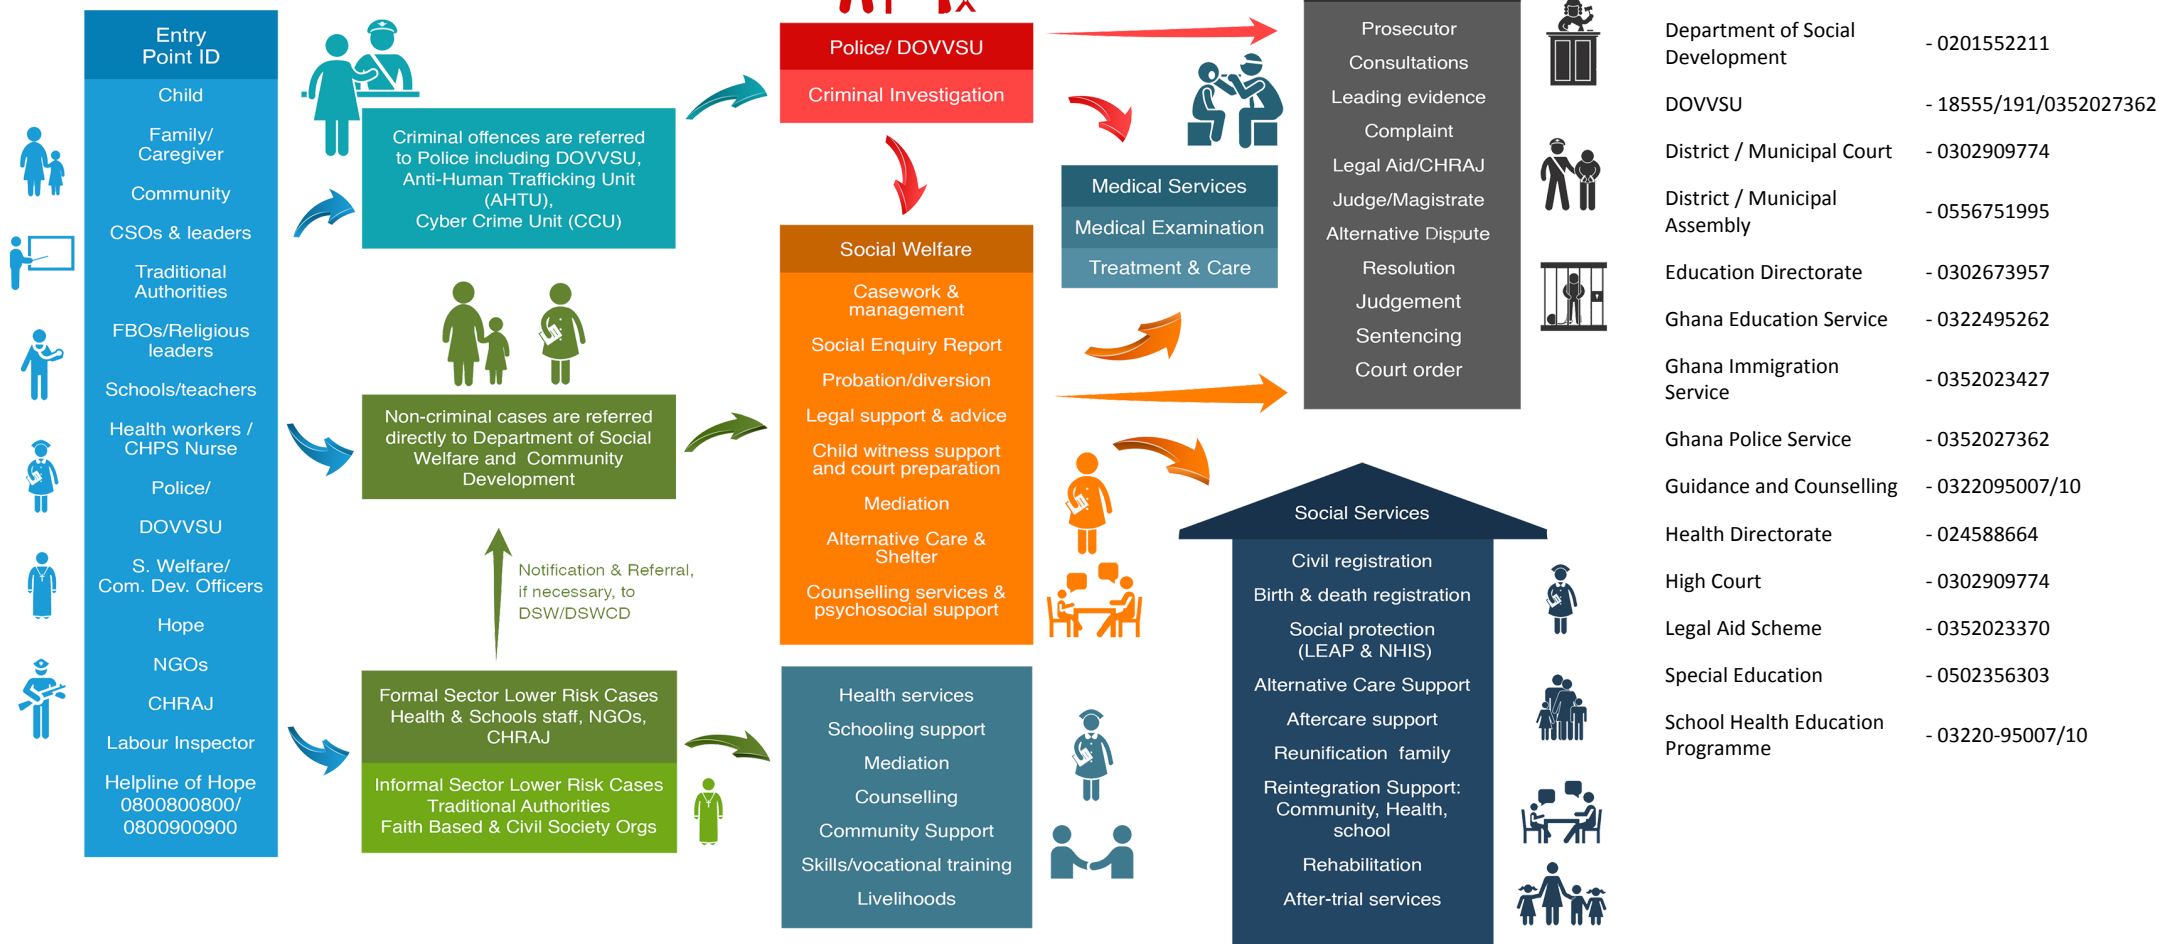 Entry
Point ID
Child
Family/
Caregiver
Community
CSOs & leaders
Traditional
Authorities
FBOs/Religious
leaders
Schools/teachers
Health workers /
CHPS Nurse
Police/
DOVVSU
S. Welfare/
Com. Dev. Officers
Hope
NGOs
CHRAJ
Labour Inspector
Helpline of Hope
0800800800/
0800900900
Criminal offences are referred
to Police including DOVVSU,
Anti-Human Trafficking Unit
(AHTU),
Cyber Crime Unit (CCU)
Non-criminal cases are referred
directly to Department of Social
Welfare and Community
Development
Notification & Referral,
if necessary, to
DSW/DSWCD
Formal Sector Lower Risk Cases
Health & Schools staff, NGOs,
CHRAJ
Informal Sector Lower Risk Cases
Traditional Authorities
Faith Based & Civil Society Orgs
Police/ DOVVSU
Criminal Investigation
Social Welfare
Casework &
management
Social Enquiry Report
Probation/diversion
Legal support & advice
Child witness support
and court preparation
Mediation
Alternative Care &
Shelter
Counselling services &
psychosocial support
Health services
Schooling support
Mediation
Counselling
Community Support
Skills/vocational training
Livelihoods
Medical Services
Medical Examination
Treatment & Care
Prosecutor
Consultations
Leading evidence
Complaint
Legal Aid/CHRAJ
Judge/Magistrate
Alternative Dispute
Resolution
Judgement
Sentencing
Court order
Social Services
Civil registration
Birth & death registration
Social protection
(LEAP & NHIS)
Alternative Care Support
Aftercare support
Reunification family
Reintegration Support:
Community, Health,
school
Rehabilitation
After-trial services
Department of Social
Development - 0201552211
DOVVSU - 18555/191/0352027362
District / Municipal Court - 0302909774
District / Municipal
Assembly - 0556751995
Education Directorate - 0302673957
Ghana Education Service - 0322495262
Ghana Immigration
Service - 0352023427
Ghana Police Service - 0352027362
Guidance and Counselling - 0322095007/10
Health Directorate - 024588664
High Court - 0302909774
Legal Aid Scheme - 0352023370
Special Education - 0502356303
School Health Education
Programme - 03220-95007/10